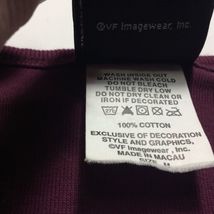 ©VF Imagewear, Inc.
WASH INSIDE OUT
MACHINE WASH COLD
DO NOT BLEACH
TUMBLE DRY LOW
DO NOT DRY CLEAN
IRON IF DECORATED
100% COTTON
EXCLUSIVE OF DECORATION
STYLE AND GRAPHICS,
©VF Imagewear, Inc.
MADE IN MACAU
SIZE M